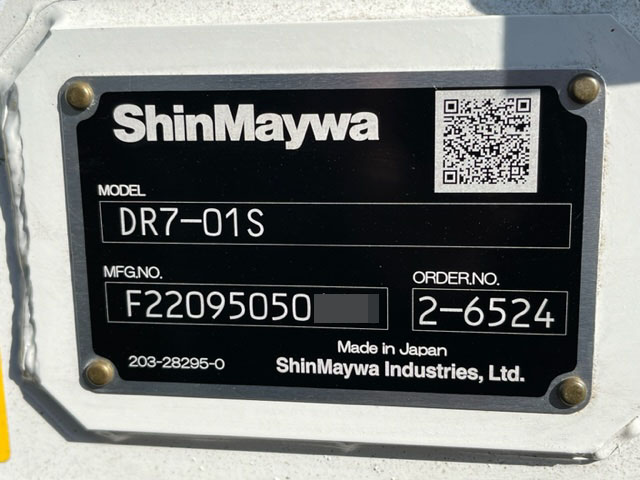 ShinMaywa
MODEL
DR7-01S
MFG.NO.
F22095050
ORDER.NO.
2-6524
203-28295-0
Made in Japan
ShinMaywa Industries, Ltd.